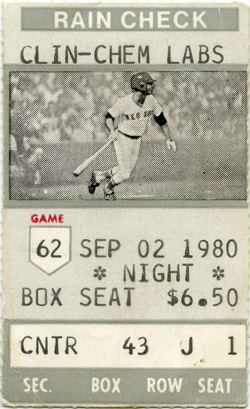 RAIN CHECK
CLIN-CHEM LABS
RED SOX
GAME
62 SEP 02 1980
* NIGHT *
BOX SEAT $6.50
CNTR 43 J 1
SEC. BOX ROW SEAT